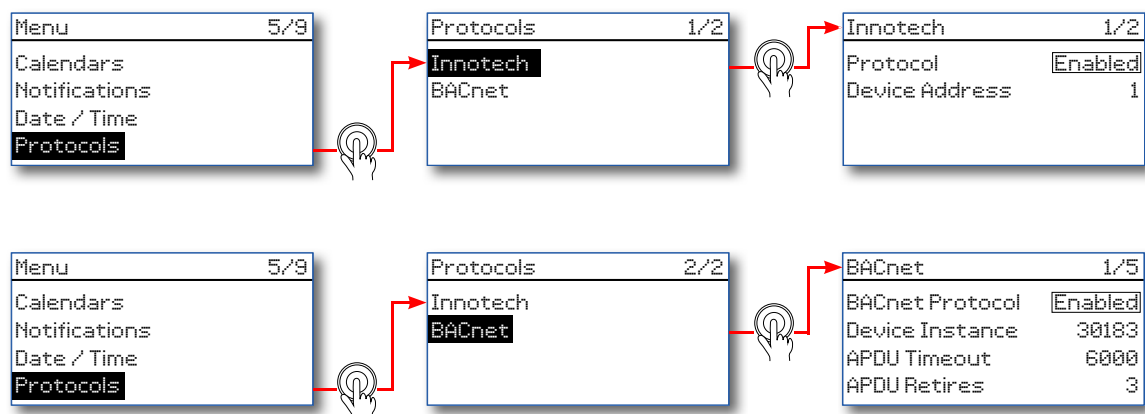 Menu 5/9
Calendars
Notifications
Date / Time
Protocols
Protocols 1/2
Innotech
BACnet
Innotech 1/2
Protocol Enabled
Device Address 1
Menu 5/9
Calendars
Notifications
Date / Time
Protocols
Protocols 2/2
Innotech
BACnet
BACnet 1/5
BACnet Protocol Enabled
Device Instance 30183
APDU Timeout 6000
APDU Retires 3